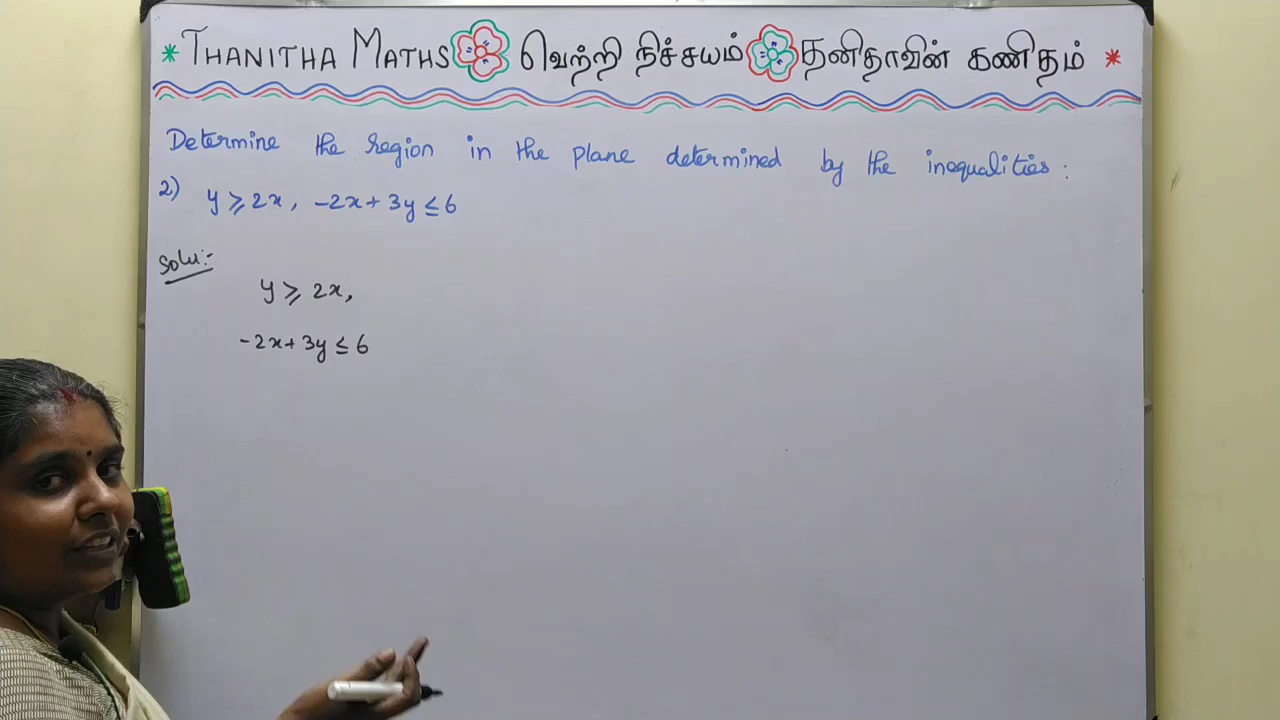 * THANITHA MATHS வெற்றி நிச்சயம் தனிதாவின் கணிதம் *
Determine the region in the plane determined by the inequalities:
2) y ⩾ 2x, -2x+3y ≤ 6
Solu:-
y ⩾ 2x,
-2x+3y ≤ 6